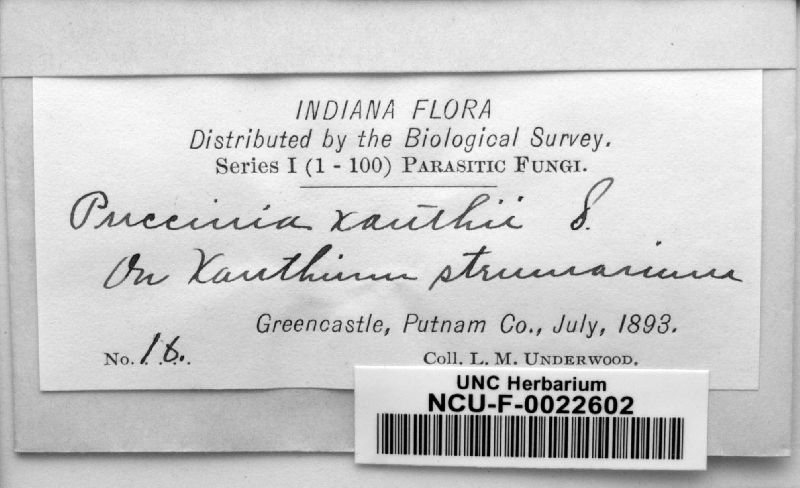 INDIANA FLORA
Distributed by the Biological Survey.
Series I (1 - 100) PARASITIC FUNGI.
Puccinia xanthii S.
On Xanthium strumarium
Greencastle, Putnam Co., July, 1893.
No. 16. Coll. L. M. UNDERWOOD.
UNC Herbarium
NCU-F-0022602